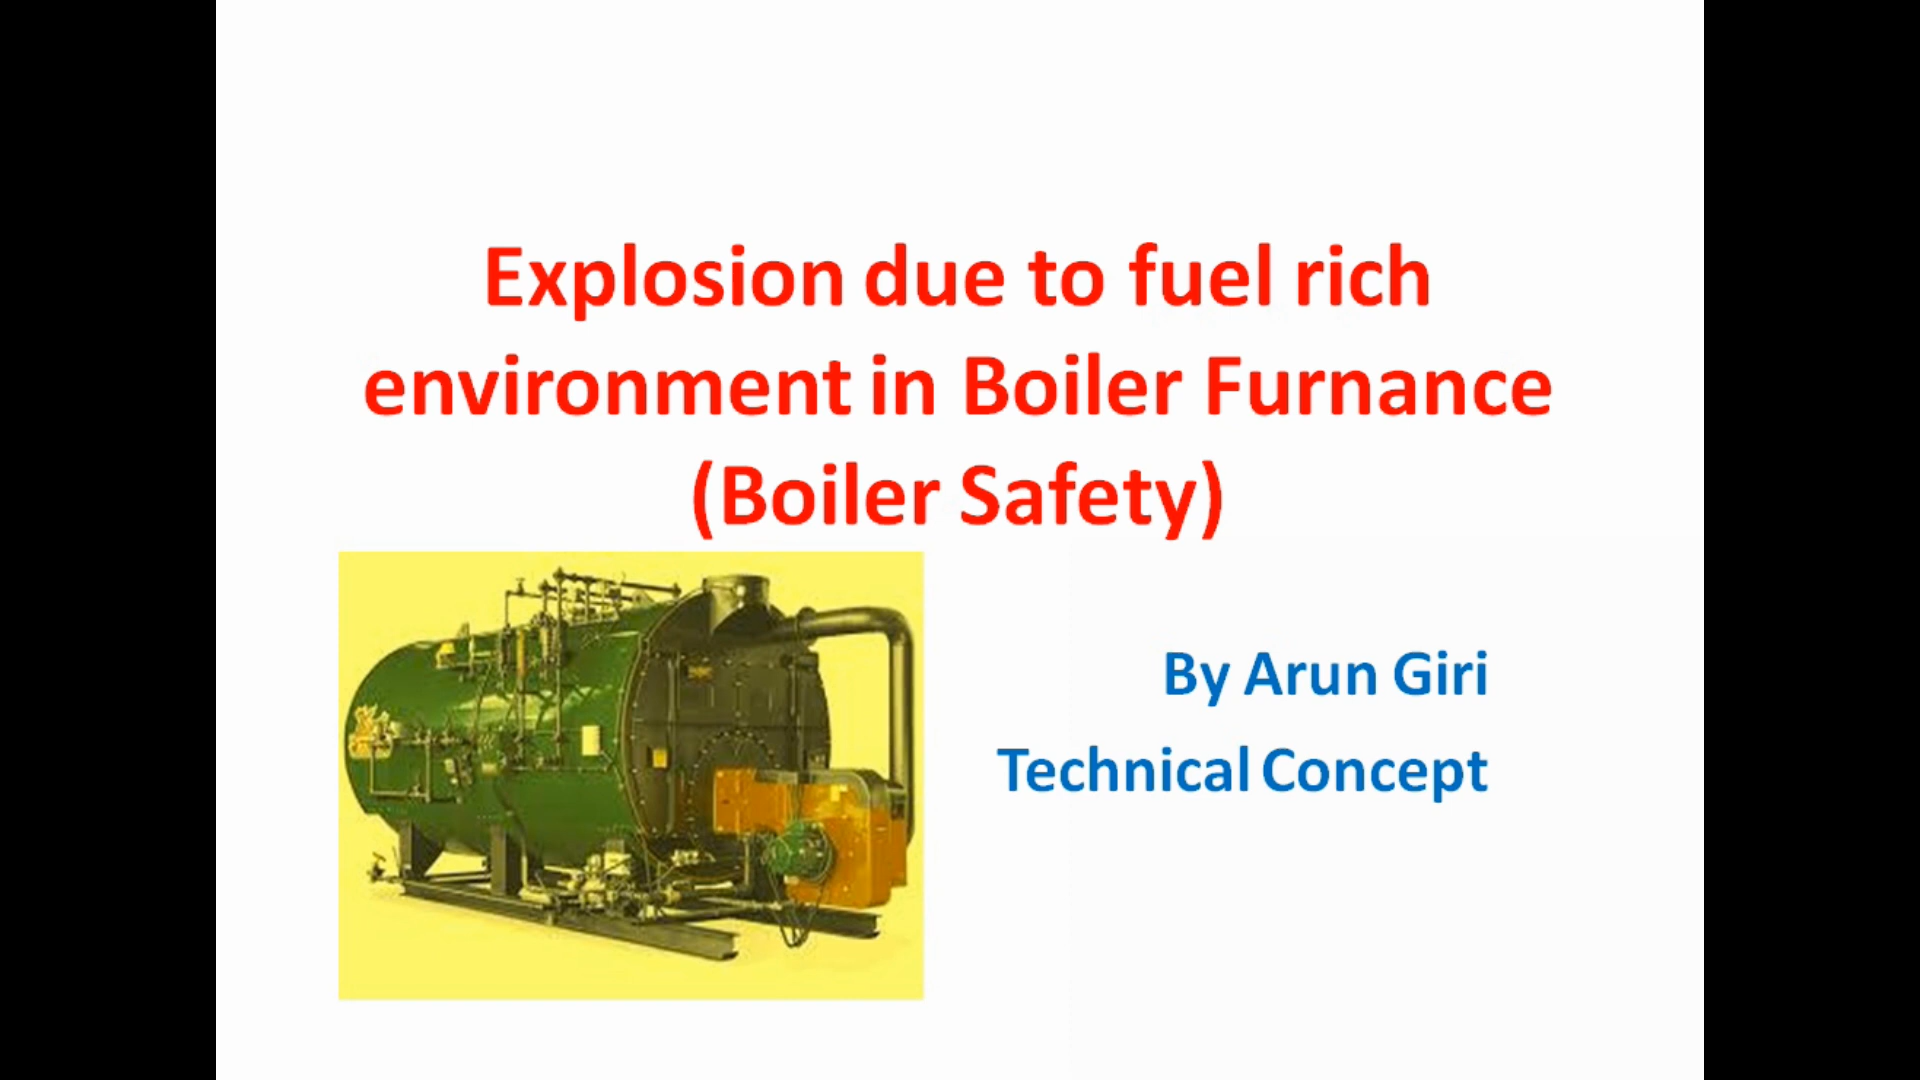 Explosion due to fuel rich
environment in Boiler Furnance
(Boiler Safety)
By Arun Giri
Technical Concept